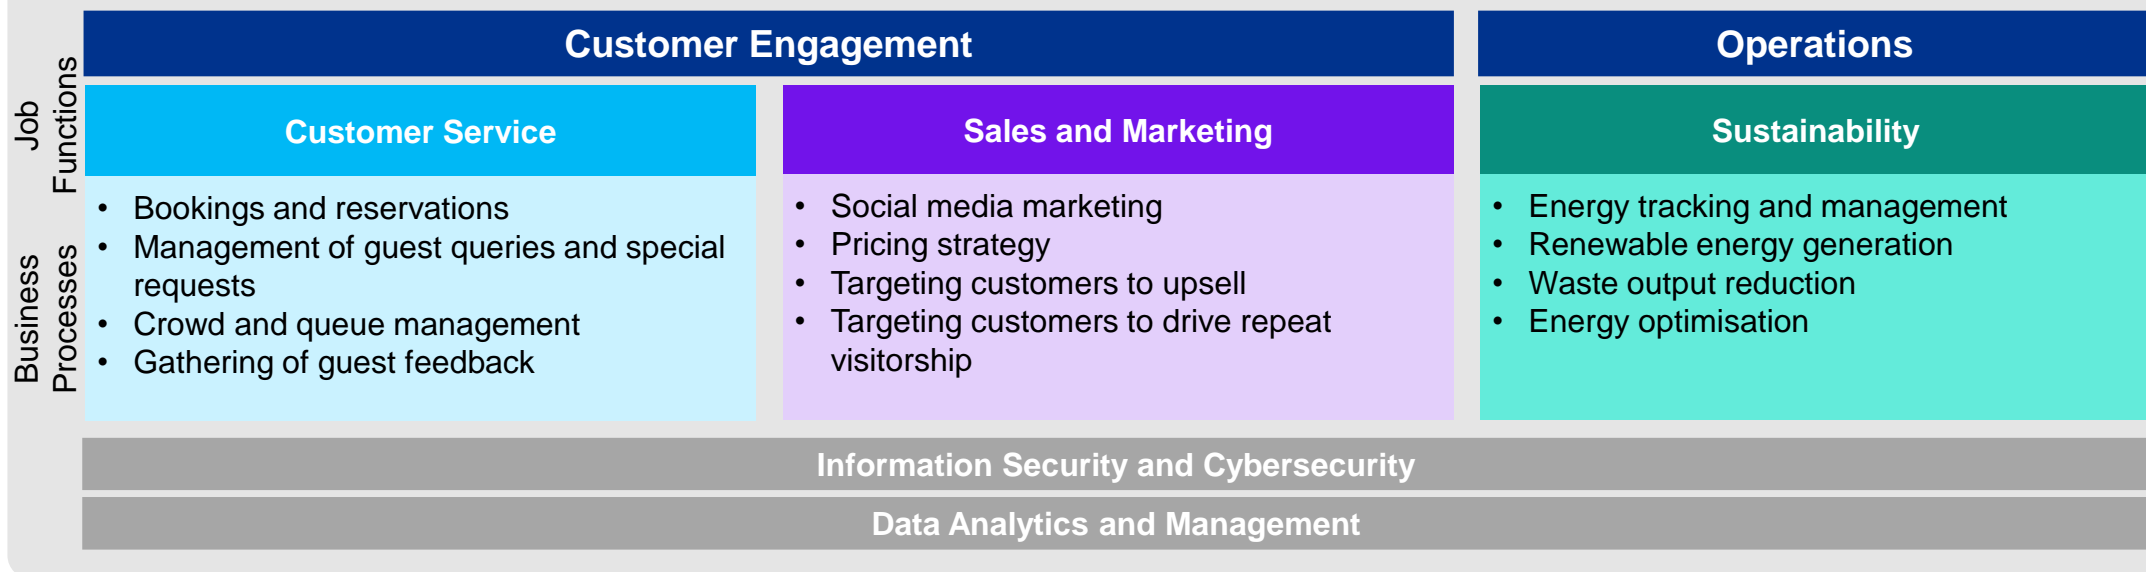 Customer Engagement
Operations
Job
Functions
Customer Service
Sales and Marketing
Sustainability
Business
Processes
• Bookings and reservations
• Management of guest queries and special
requests
• Crowd and queue management
• Gathering of guest feedback
• Social media marketing
• Pricing strategy
• Targeting customers to upsell
• Targeting customers to drive repeat
visitorship
• Energy tracking and management
• Renewable energy generation
• Waste output reduction
• Energy optimisation
Information Security and Cybersecurity
Data Analytics and Management